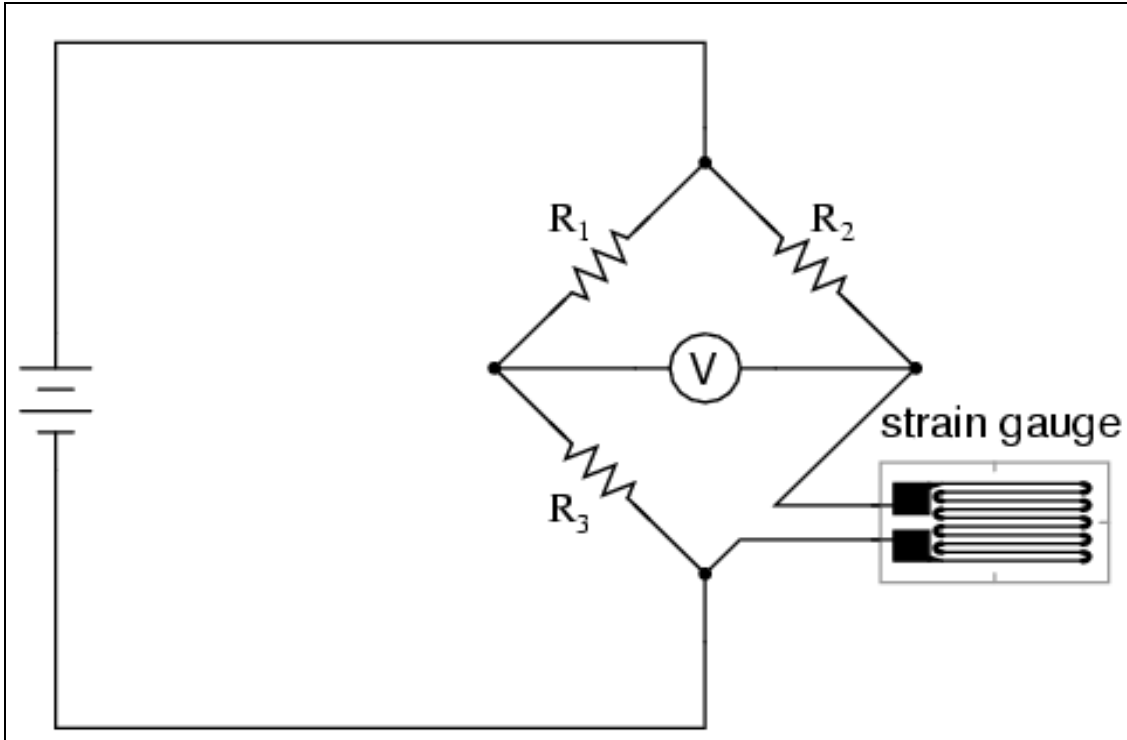 R₁
R₂
V
strain gauge
R₃